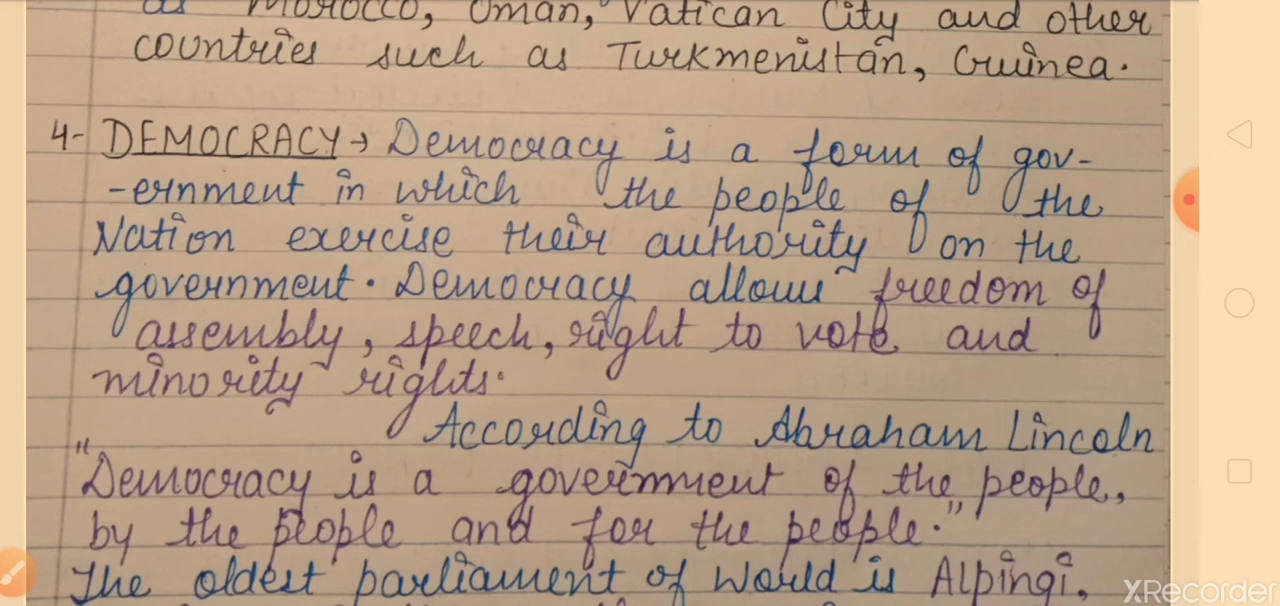 as Morocco, Oman, Vatican City and other
countries such as Turkmenistan, Guinea.
4- DEMOCRACY → Democracy is a form of gov-
-ernment in which the people of the
Nation exercise their authority on the
government. Democracy allows freedom of
assembly, speech, right to vote and
minority rights.
According to Abraham Lincoln
"Democracy is a government of the people,
by the people and for the people."
The oldest parliament of World is Alpingi.
XRecorder